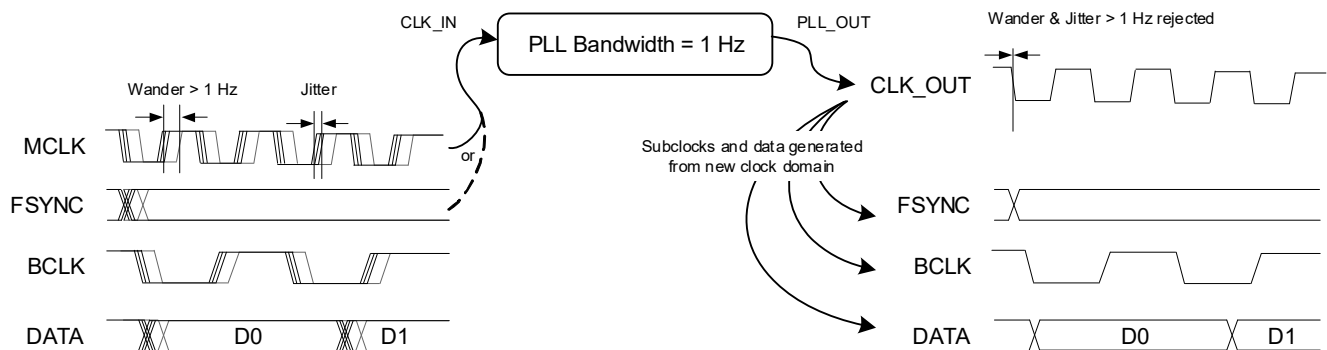 CLK_IN
PLL Bandwidth = 1 Hz
PLL_OUT
Wander & Jitter > 1 Hz rejected
Wander > 1 Hz
Jitter
MCLK
or
CLK_OUT
Subclocks and data generated
from new clock domain
FSYNC
FSYNC
BCLK
BCLK
DATA
D0
D1
DATA
D0
D1